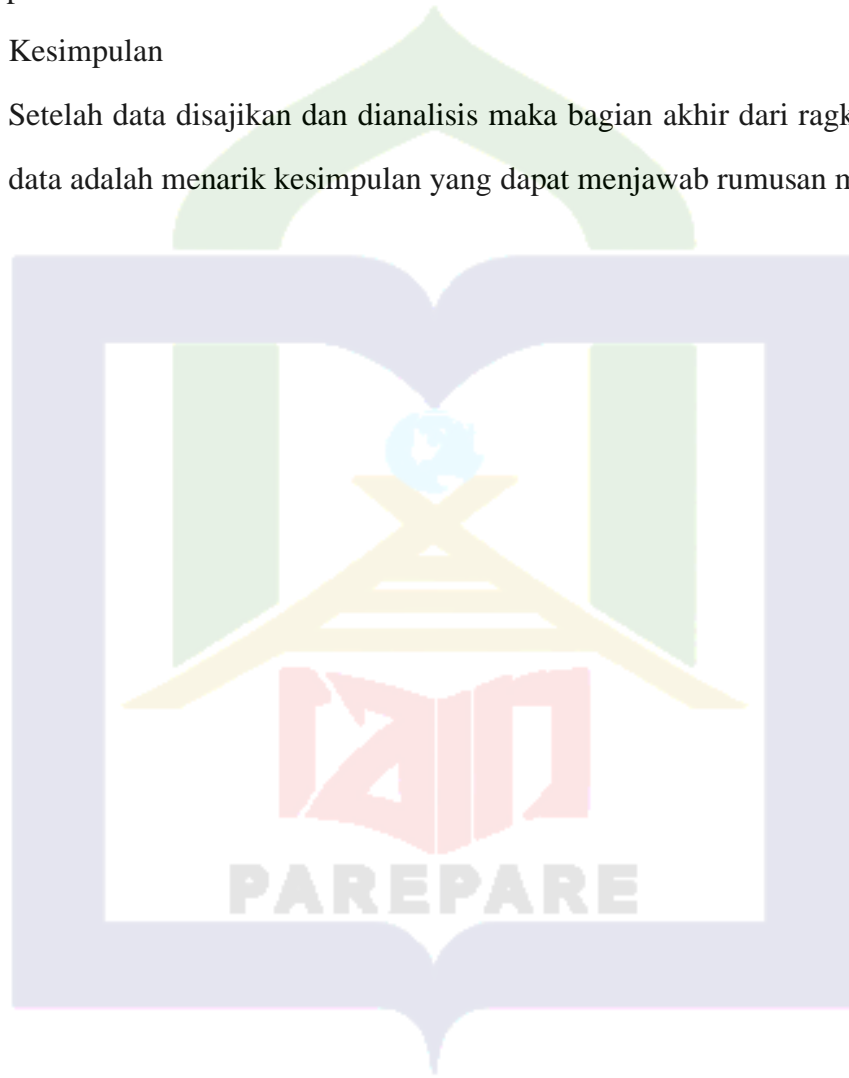 Kesimpulan
Setelah data disajikan dan dianalisis maka bagian akhir dari
data adalah menarik kesimpulan yang dapat menjawab rumusan
iain
PAREPARE